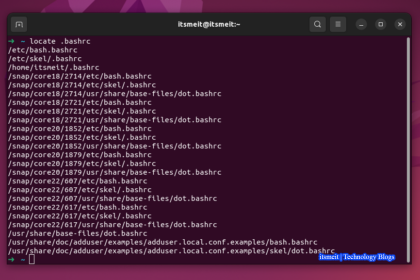 itsmeit@itsmeit:~
→ ~ locate .bashrc
/etc/bash.bashrc
/etc/skel/.bashrc
/home/itsmeit/.bashrc
/snap/core18/2714/etc/bash.bashrc
/snap/core18/2714/etc/skel/.bashrc
/snap/core18/2714/usr/share/base-files/dot.bashrc
/snap/core18/2721/etc/bash.bashrc
/snap/core18/2721/etc/skel/.bashrc
/snap/core18/2721/usr/share/base-files/dot.bashrc
/snap/core20/1852/etc/bash.bashrc
/snap/core20/1852/etc/skel/.bashrc
/snap/core20/1852/usr/share/base-files/dot.bashrc
/snap/core20/1879/etc/bash.bashrc
/snap/core20/1879/etc/skel/.bashrc
/snap/core20/1879/usr/share/base-files/dot.bashrc
/snap/core22/607/etc/bash.bashrc
/snap/core22/607/etc/skel/.bashrc
/snap/core22/607/usr/share/base-files/dot.bashrc
/snap/core22/617/etc/bash.bashrc
/snap/core22/617/etc/skel/.bashrc
/snap/core22/617/usr/share/base-files/dot.bashrc
/usr/share/base-files/dot.bashrc
/usr/share/doc/adduser/examples/adduser.local.conf.examples/bash.bashrc
/usr/share/doc/adduser/examples/adduser.local.conf.examples/skel/dot.bashrc
→ ~
itsmeit | Technology Blogs